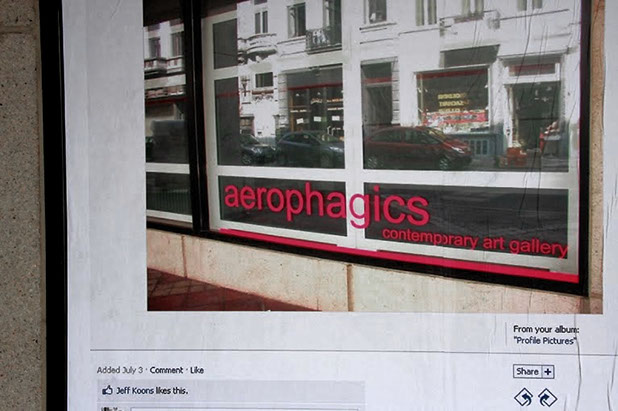 aerophagics
contemporary art gallery
From your album:
"Profile Pictures"
Added July 3 · Comment · Like
Share +
Jeff Koons likes this.